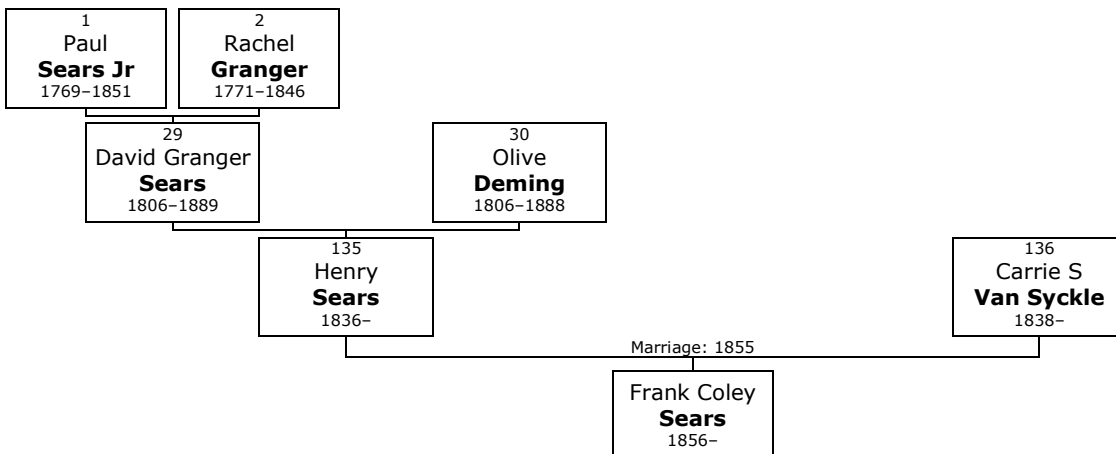 1
Paul
Sears Jr
1769–1851
2
Rachel
Granger
1771–1846
29
David Granger
Sears
1806–1889
30
Olive
Deming
1806–1888
135
Henry
Sears
1836–
136
Carrie S
Van Syckle
1838–
Marriage: 1855
Frank Coley
Sears
1856–